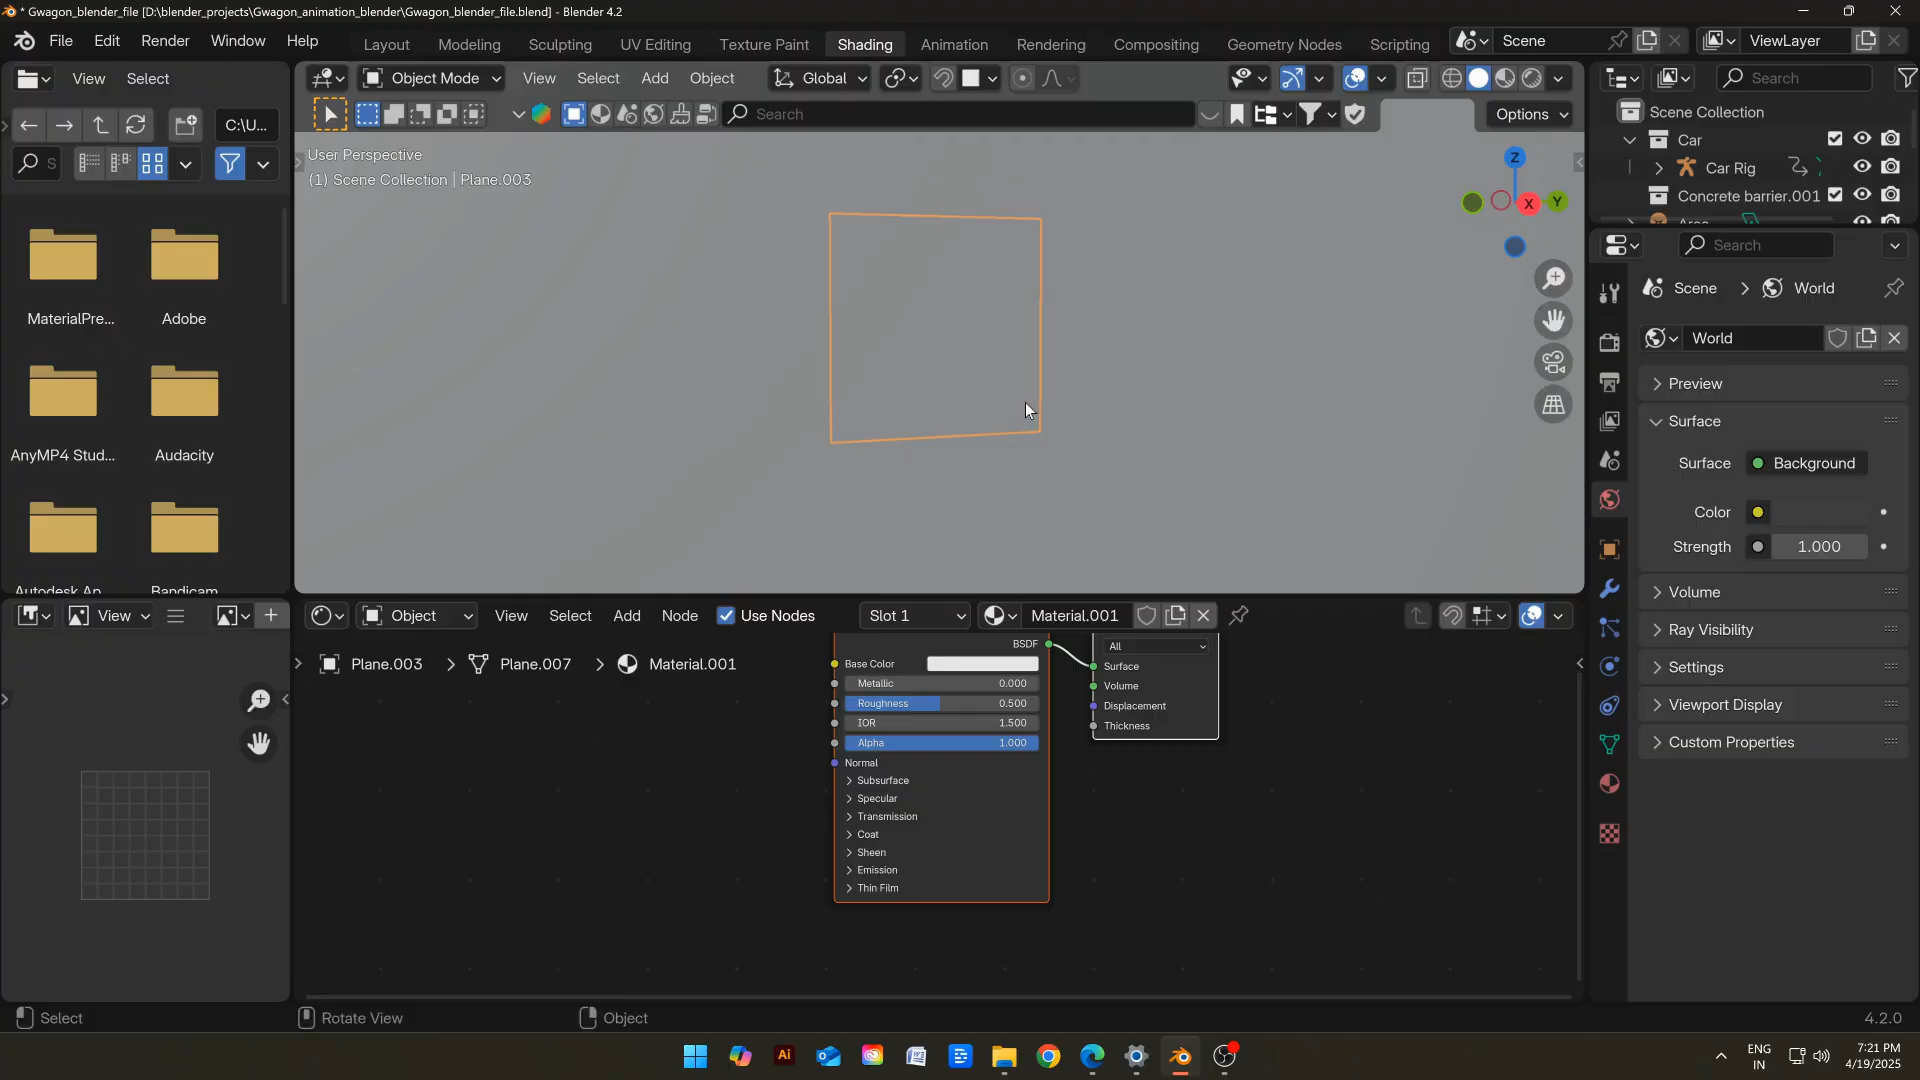 * Gwagon_blender_file [D:\blender_projects\Gwagon_animation_blender\Gwagon_blender_file.blend] - Blender 4.2
File Edit Render Window Help
Layout Modeling Sculpting UV Editing Texture Paint Shading Animation Rendering Compositing Geometry Nodes Scripting
Scene
ViewLayer
View Select
Object Mode View Select Add Object
Global
Search
C:\U...
Search
Options
S
User Perspective
(1) Scene Collection | Plane.003
Z
X
Y
Scene Collection
Car
Car Rig
Concrete barrier.001
Search
MaterialPre...
Adobe
AnyMP4 Stud...
Audacity
Bandicam
Scene
World
World
Preview
Surface
Surface
Background
Color
Strength
1.000
Volume
Ray Visibility
Settings
Viewport Display
Custom Properties
View
Object
View Select Add Node
Use Nodes
Slot 1
Material.001
Plane.003
Plane.007
Material.001
BSDF
Base Color
Metallic 0.000
Roughness 0.500
IOR 1.500
Alpha 1.000
Normal
Subsurface
Specular
Transmission
Coat
Sheen
Emission
Thin Film
All
Surface
Volume
Displacement
Thickness
Select
Rotate View
Object
4.2.0
Ai
ENG
IN
7:21 PM
4/19/2025